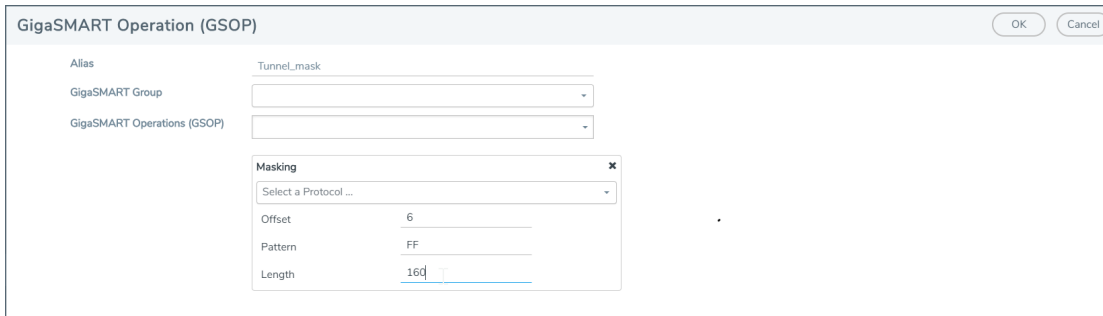 GigaSMART Operation (GSOP)
OK
Cancel
Alias
Tunnel_mask
GigaSMART Group
GigaSMART Operations (GSOP)
Masking
Select a Protocol ...
Offset
6
Pattern
FF
Length
160